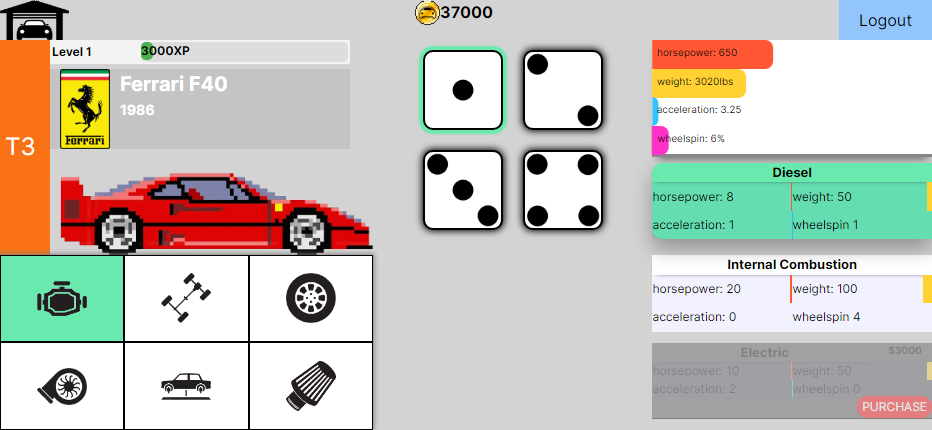 37000
Logout
Level 1
3000XP
T3
Ferrari F40
1986
Ferrari
horsepower: 650
weight: 3020lbs
acceleration: 3.25
wheelspin: 6%
Diesel
horsepower: 8 weight: 50
acceleration: 1 wheelspin 1
Internal Combustion
horsepower: 20 weight: 100
acceleration: 0 wheelspin 4
Electric $3000
horsepower: 10 weight: 50
acceleration: 2 wheelspin 0
PURCHASE